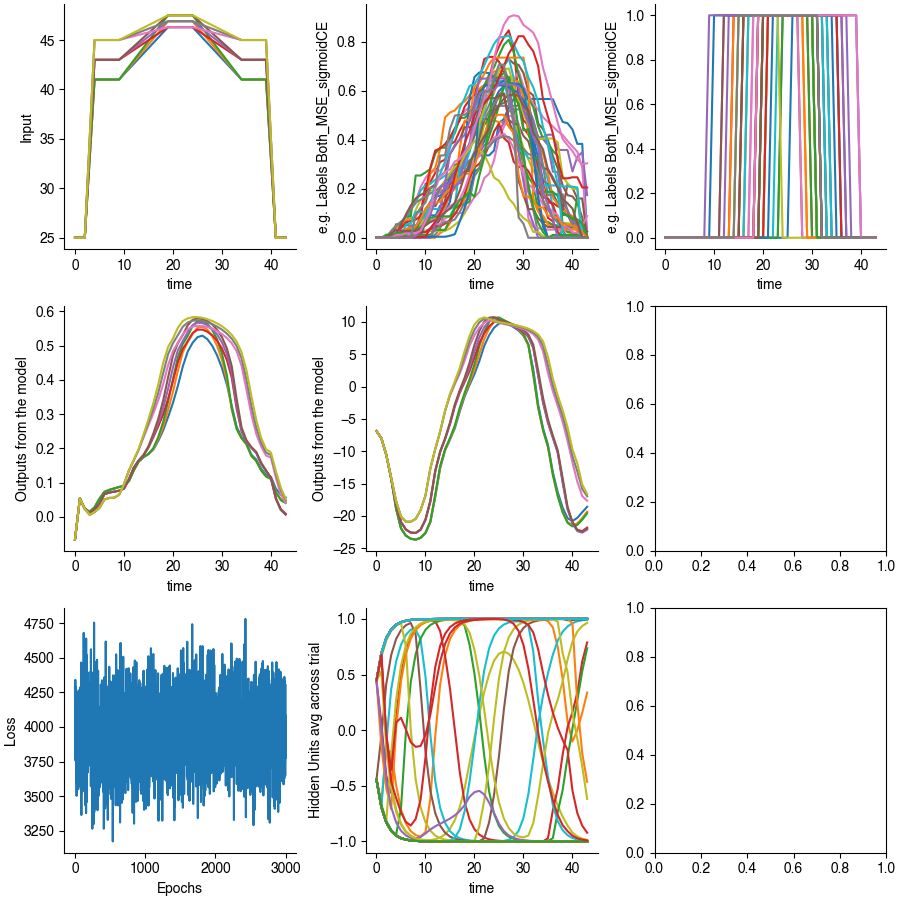 45
40
35
30
25
Input
0 10 20 30 40
time
0.8
0.6
0.4
0.2
0.0
e.g. Labels Both_MSE_sigmoidCE
0 10 20 30 40
time
1.0
0.8
0.6
0.4
0.2
0.0
e.g. Labels Both_MSE_sigmoidCE
0 10 20 30 40
time
0.6
0.5
0.4
0.3
0.2
0.1
0.0
Outputs from the model
0 10 20 30 40
time
10
5
0
−5
−10
−15
−20
−25
Outputs from the model
0 10 20 30 40
time
1.0
0.8
0.6
0.4
0.2
0.0
0.0 0.2 0.4 0.6 0.8 1.0
4750
4500
4250
4000
3750
3500
3250
Loss
0 1000 2000 3000
Epochs
1.0
0.5
0.0
−0.5
−1.0
Hidden Units avg across trial
0 10 20 30 40
time
1.0
0.8
0.6
0.4
0.2
0.0
0.0 0.2 0.4 0.6 0.8 1.0